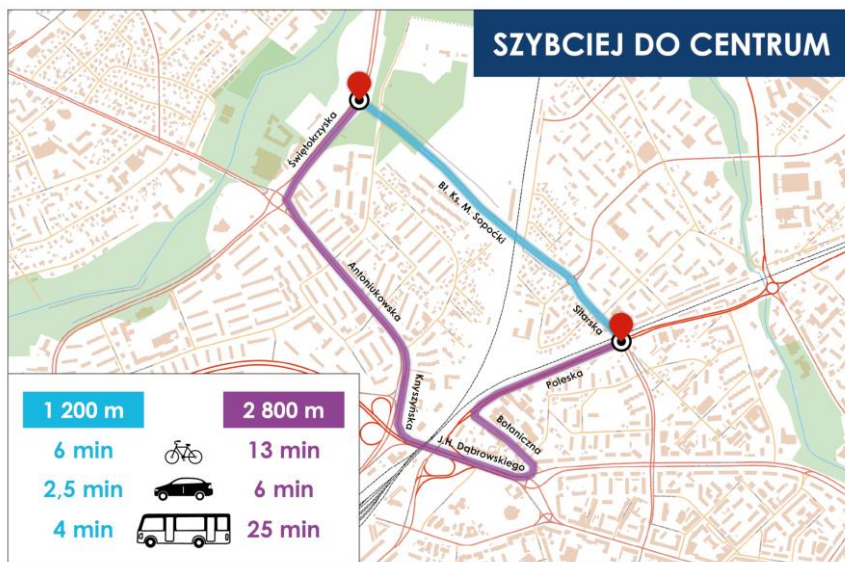 SZYBCIEJ DO CENTRUM
Świętokrzyska
Bł. Ks. M. Sopoćki
Antoniukowska
Sitarska
Knyszyńska
Poleska
Botaniczna
J.H. Dąbrowskiego
1 200 m 2 800 m
6 min 13 min
2,5 min 6 min
4 min 25 min